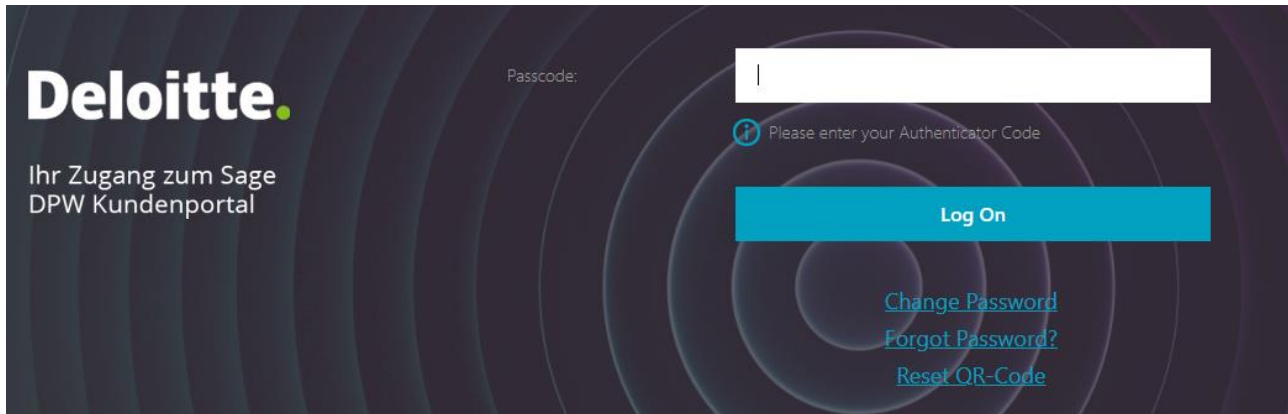 Deloitte.
Ihr Zugang zum Sage
DPW Kundenportal
Passcode:
Please enter your Authenticator Code
Log On
Change Password
Forgot Password?
Reset QR-Code